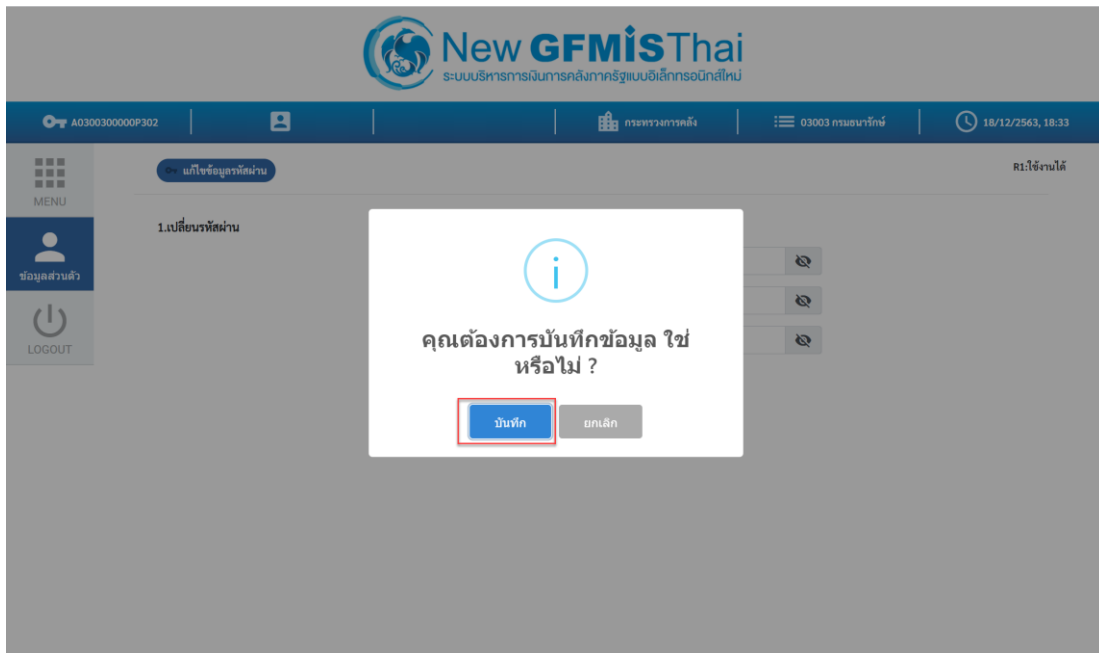 New GFMIS Thai
ระบบบริหารการเงินการคลังภาครัฐแบบอิเล็กทรอนิกส์ใหม่
A0300300000P302
กระทรวงการคลัง
03003 กรมธนารักษ์
18/12/2563, 18:33
MENU
แก้ไขข้อมูลรหัสผ่าน
R1:ใช้งานได้
1.เปลี่ยนรหัสผ่าน
ข้อมูลส่วนตัว
LOGOUT
i
คุณต้องการบันทึกข้อมูล ใช่
หรือไม่ ?
บันทึก
ยกเลิก